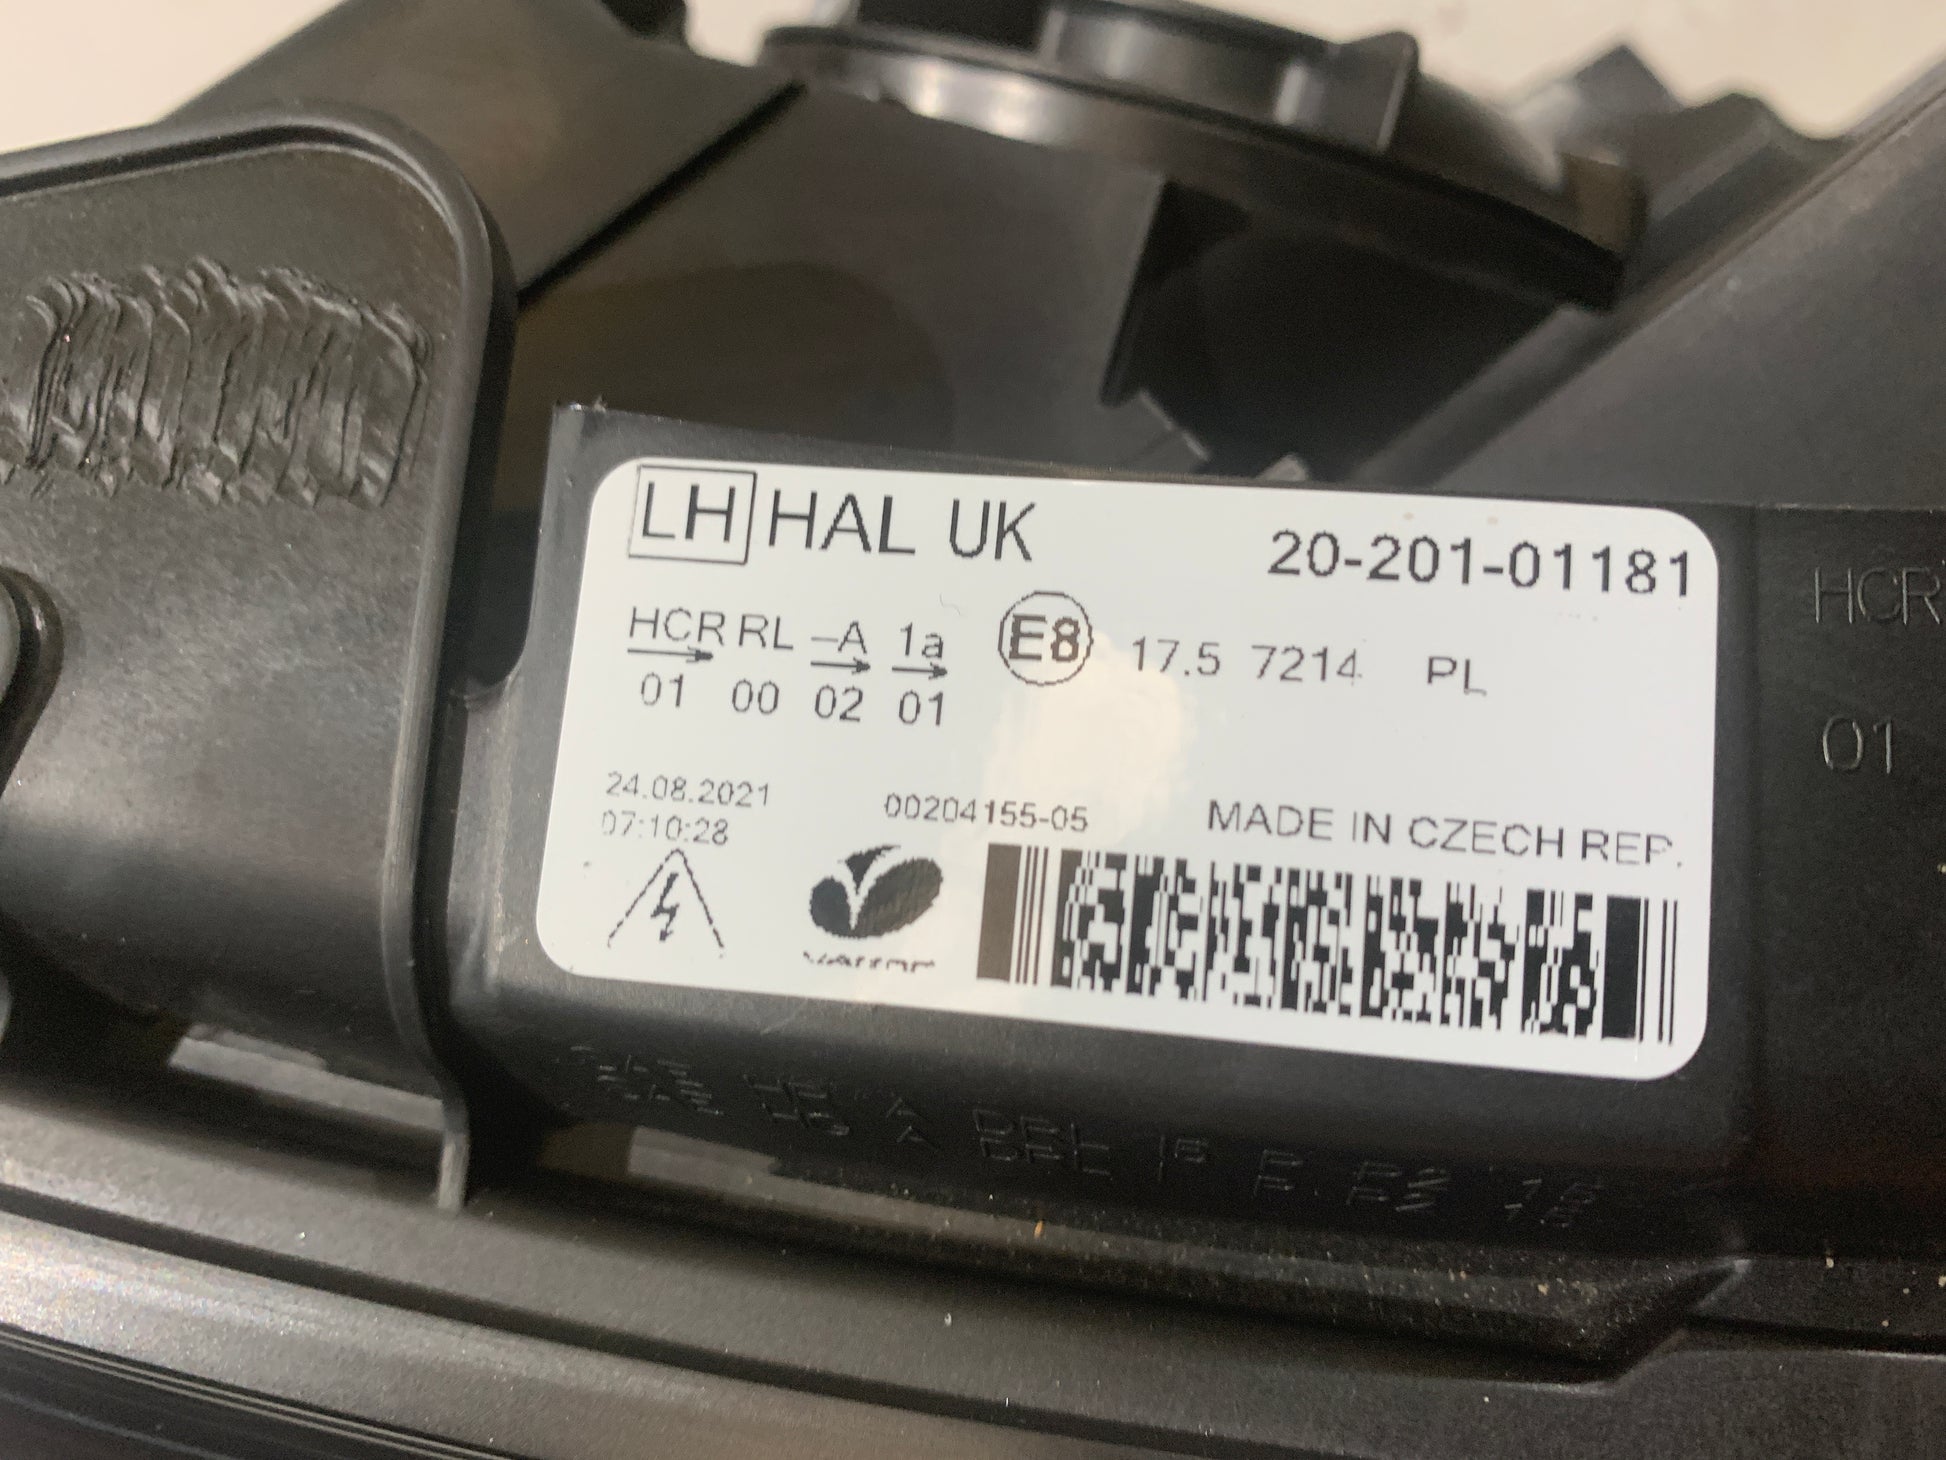 LH HAL UK 20-201-01181
HCR RL -A 1a E8 17.5 7214 PL
01 00 02 01
24.08.2021
07:10:28
00204155-05 MADE IN CZECH REP.
HCR
01